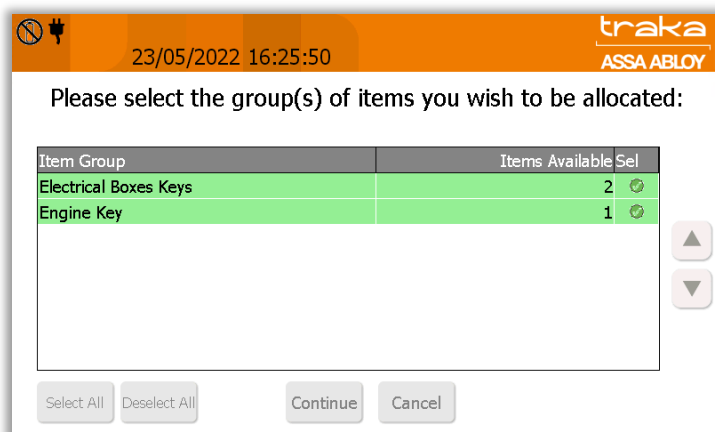 traka
23/05/2022 16:25:50
ASSA ABLOY
Please select the group(s) of items you wish to be allocated:
Item Group Items Available Sel
Electrical Boxes Keys 2
Engine Key 1
Select All Deselect All Continue Cancel